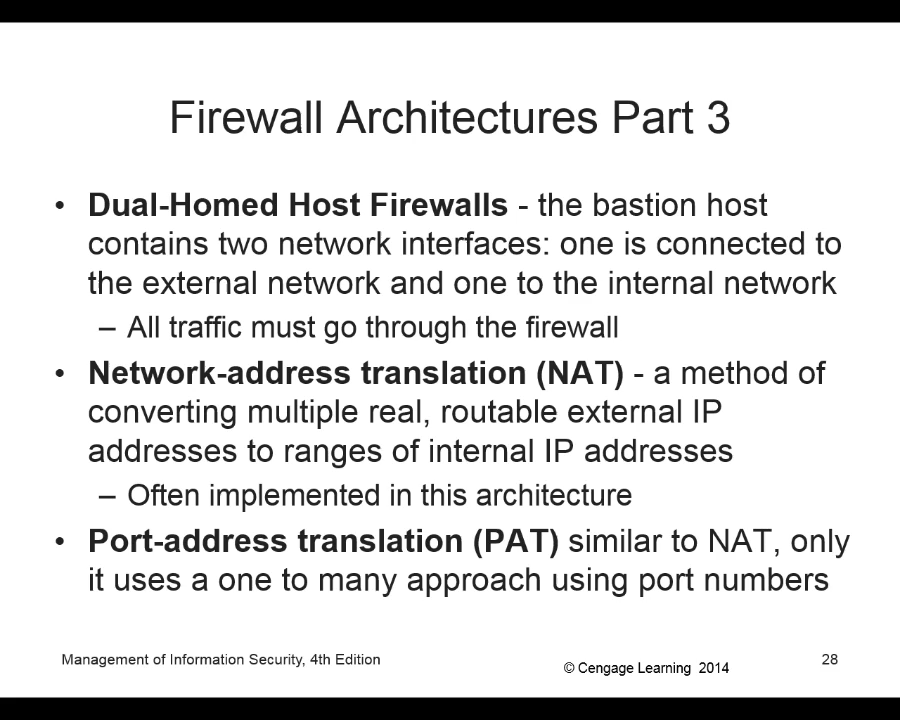 Firewall Architectures Part 3
• Dual-Homed Host Firewalls - the bastion host
contains two network interfaces: one is connected to
the external network and one to the internal network
– All traffic must go through the firewall
• Network-address translation (NAT) - a method of
converting multiple real, routable external IP
addresses to ranges of internal IP addresses
– Often implemented in this architecture
• Port-address translation (PAT) similar to NAT, only
it uses a one to many approach using port numbers
Management of Information Security, 4th Edition
© Cengage Learning 2014
28